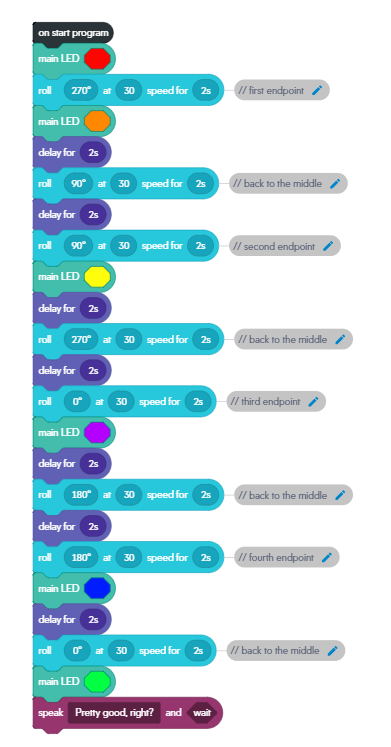 on start program
main LED
roll 270° at 30 speed for 2s // first endpoint
main LED
delay for 2s
roll 90° at 30 speed for 2s // back to the middle
delay for 2s
roll 90° at 30 speed for 2s // second endpoint
main LED
delay for 2s
roll 270° at 30 speed for 2s // back to the middle
delay for 2s
roll 0° at 30 speed for 2s // third endpoint
main LED
delay for 2s
roll 180° at 30 speed for 2s // back to the middle
delay for 2s
roll 180° at 30 speed for 2s // fourth endpoint
main LED
delay for 2s
roll 0° at 30 speed for 2s // back to the middle
main LED
speak Pretty good, right? and wait